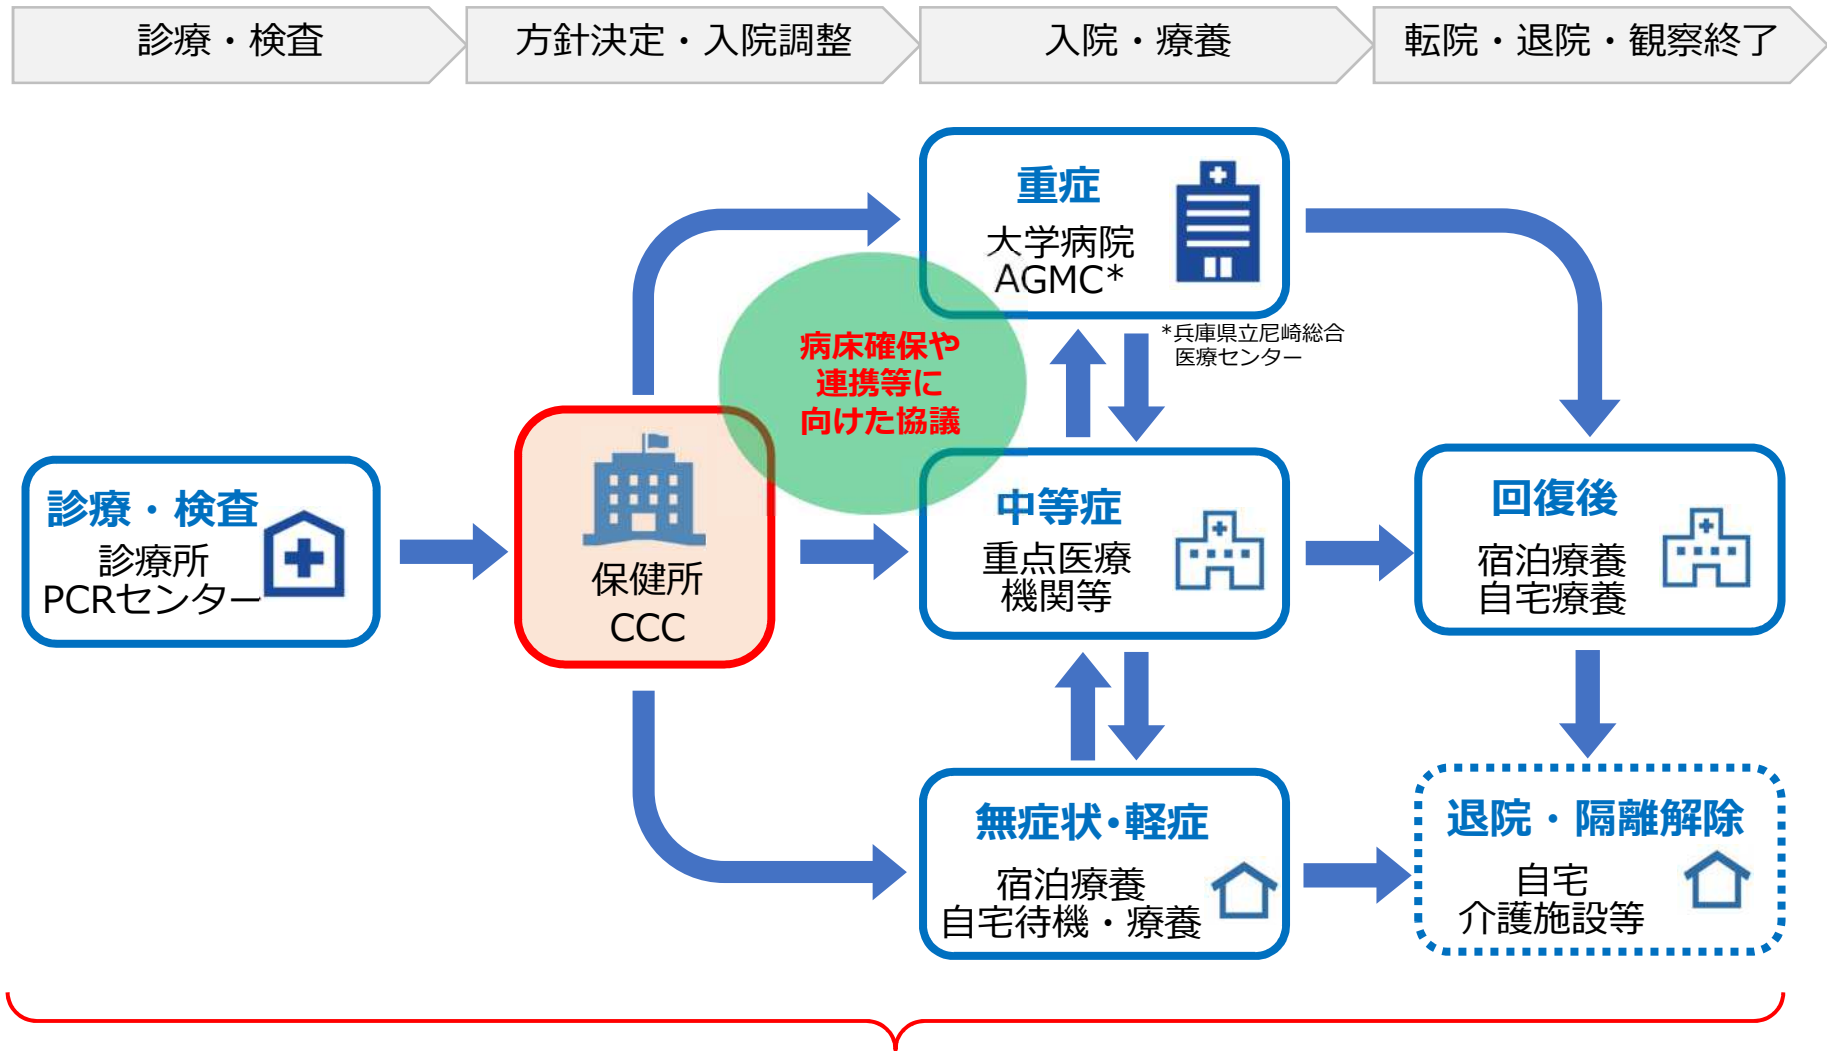 診療・検査
方針決定・入院調整
入院・療養
転院・退院・観察終了
重症
大学病院
AGMC*
*兵庫県立尼崎総合
医療センター
病床確保や
連携等に
向けた協議
診療・検査
診療所
PCRセンター
保健所
CCC
中等症
重点医療
機関等
回復後
宿泊療養
自宅療養
無症状・軽症
宿泊療養
自宅待機・療養
退院・隔離解除
自宅
介護施設等